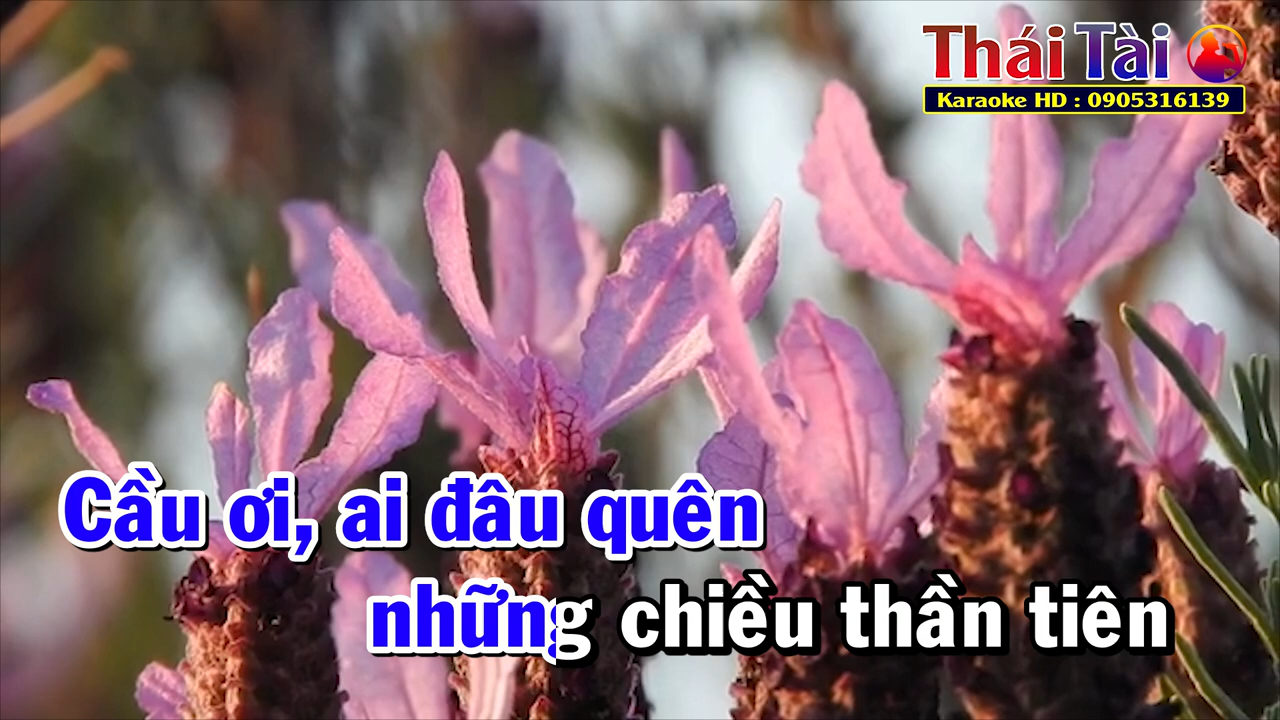 Thái Tài
Karaoke HD : 0905316139
Cầu ơi, ai đâu quên
những chiều thần tiên